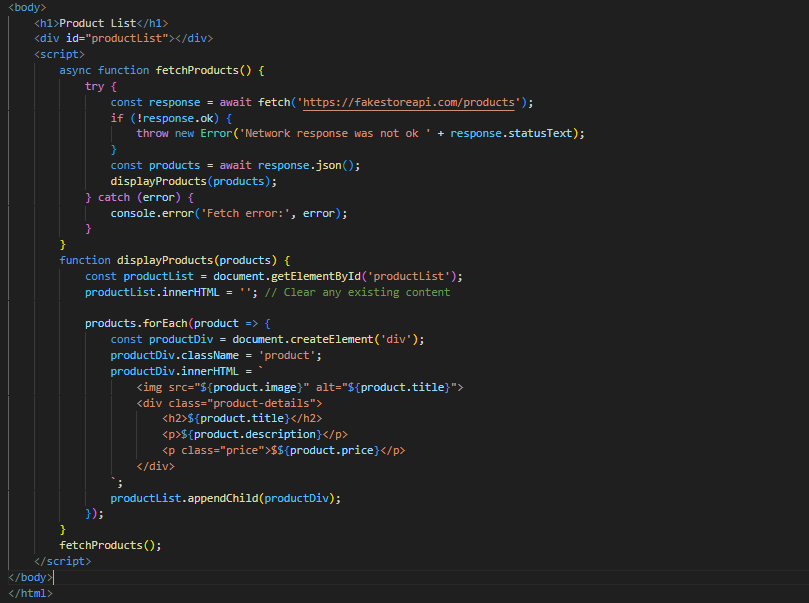 <body>
<h1>Product List</h1>
<div id="productList"></div>
<script>
async function fetchProducts() {
try {
const response = await fetch('https://fakestoreapi.com/products');
if (!response.ok) {
throw new Error('Network response was not ok ' + response.statusText);
}
const products = await response.json();
displayProducts(products);
} catch (error) {
console.error('Fetch error:', error);
}
}
function displayProducts(products) {
const productList = document.getElementById('productList');
productList.innerHTML = ''; // Clear any existing content
products.forEach(product => {
const productDiv = document.createElement('div');
productDiv.className = 'product';
productDiv.innerHTML = `
<img src="${product.image}" alt="${product.title}">
<div class="product-details">
<h2>${product.title}</h2>
<p>${product.description}</p>
<p class="price">$${product.price}</p>
</div>
`;
productList.appendChild(productDiv);
});
}
fetchProducts();
</script>
</body>
</html>